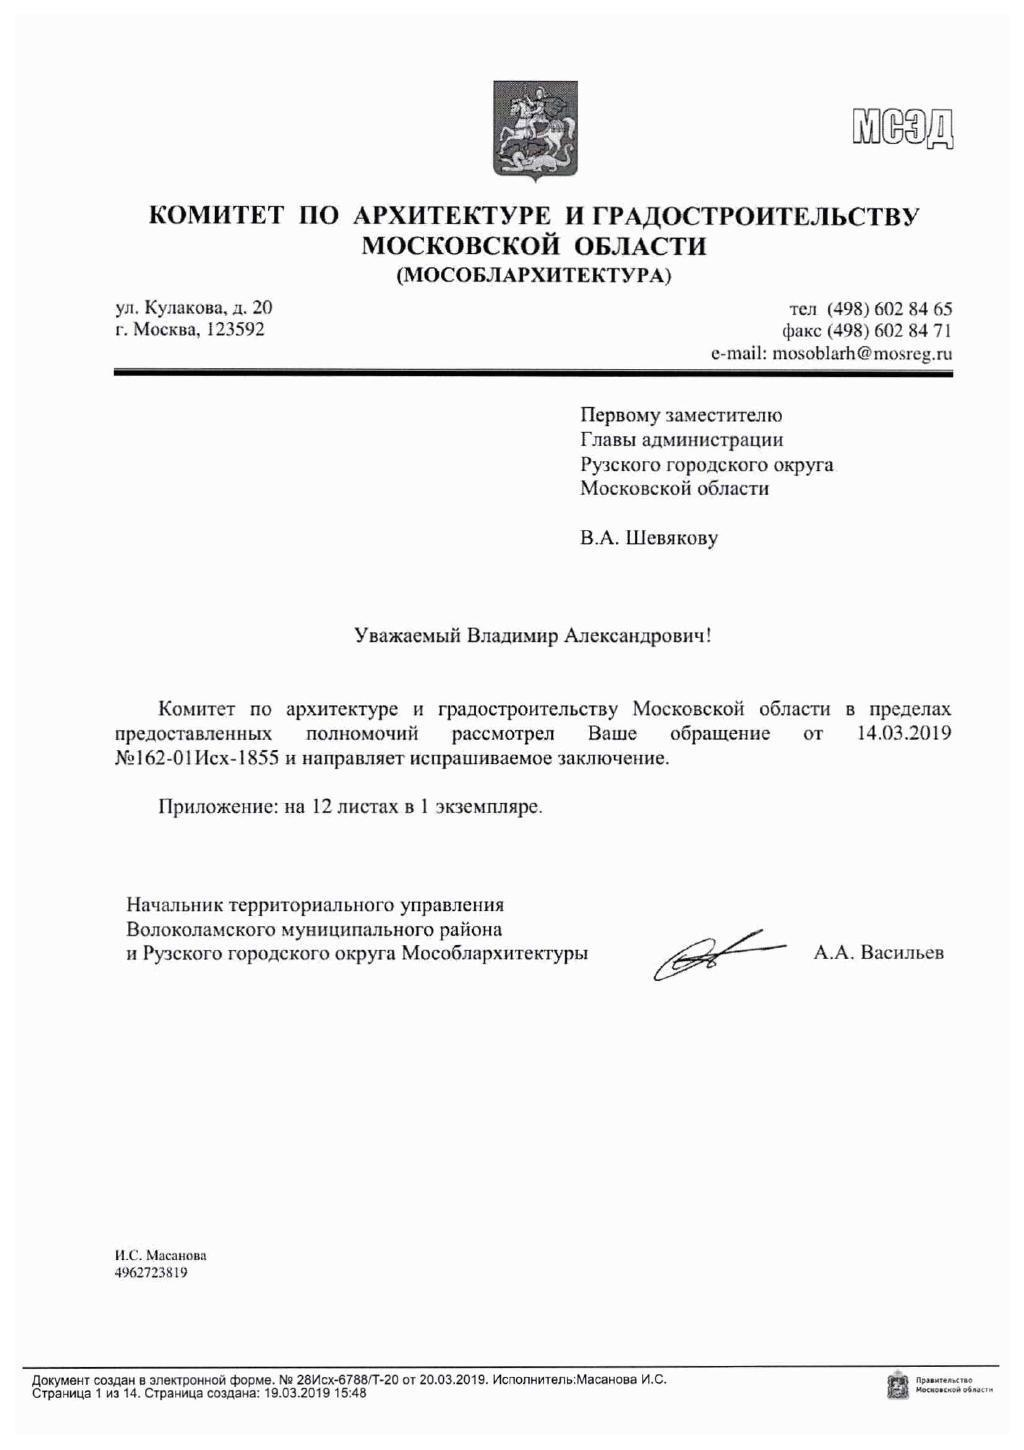 МСЭД
КОМИТЕТ ПО АРХИТЕКТУРЕ И ГРАДОСТРОИТЕЛЬСТВУ
МОСКОВСКОЙ ОБЛАСТИ
(МОСОБЛАРХИТЕКТУРА)
ул. Кулакова, д. 20
г. Москва, 123592
тел (498) 602 84 65
факс (498) 602 84 71
e-mail: mosoblarh@mosreg.ru
Первому заместителю
Главы администрации
Рузского городского округа
Московской области
В.А. Шевякову
Уважаемый Владимир Александрович!
Комитет по архитектуре и градостроительству Московской области в пределах
предоставленных полномочий рассмотрел Ваше обращение от 14.03.2019
№162-01Исх-1855 и направляет испрашиваемое заключение.
Приложение: на 12 листах в 1 экземпляре.
Начальник территориального управления
Волоколамского муниципального района
и Рузского городского округа Мособлархитектуры
А.А. Васильев
И.С. Масанова
4962723819
Документ создан в электронной форме. № 28Исх-6788/Т-20 от 20.03.2019. Исполнитель:Масанова И.С.
Страница 1 из 14. Страница создана: 19.03.2019 15:48
Правительство
Московской области